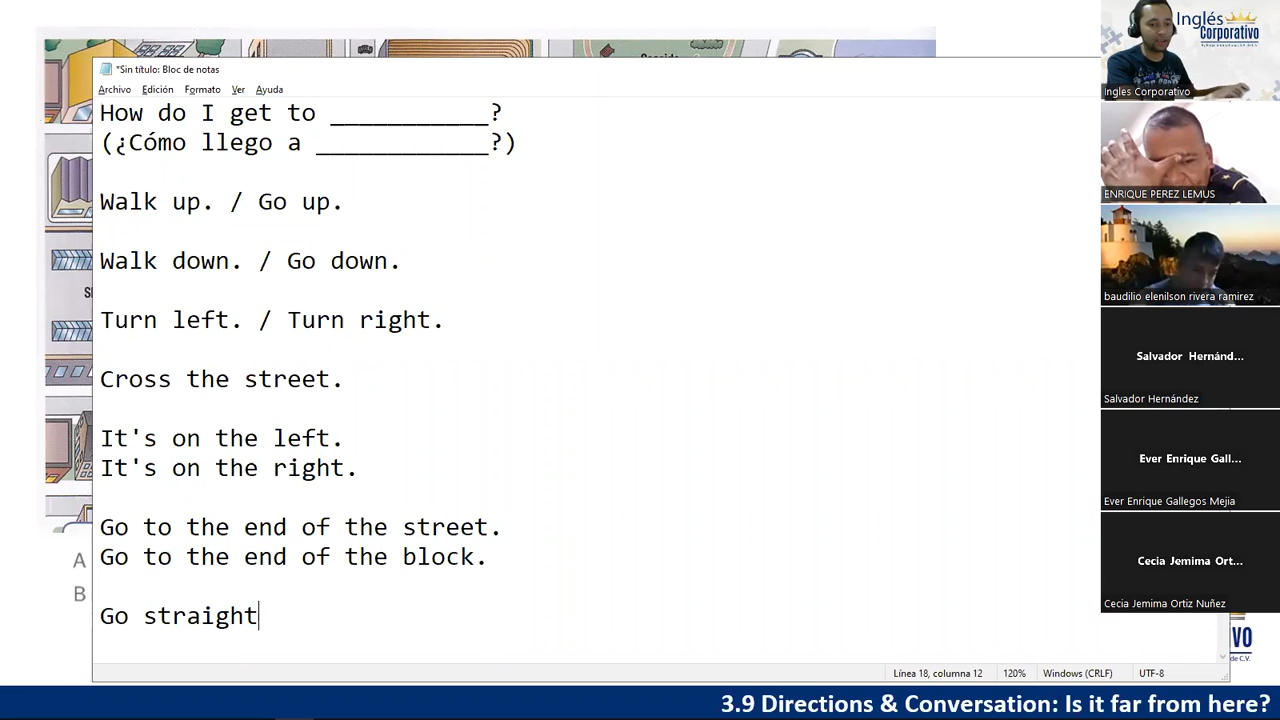 *Sin título: Bloc de notas
Archivo Edición Formato Ver Ayuda
How do I get to ___________?
(¿Cómo llego a ____________?)
Walk up. / Go up.
Walk down. / Go down.
Turn left. / Turn right.
Cross the street.
It's on the left.
It's on the right.
Go to the end of the street.
Go to the end of the block.
Go straight
A
B
Línea 18, columna 12 120% Windows (CRLF) UTF-8
Inglés
Corporativo
Ingles Corporativo
ENRIQUE PEREZ LEMUS
baudilio elenilson rivera ramirez
Salvador Hernánd...
Salvador Hernández
Ever Enrique Gall...
Ever Enrique Gallegos Mejia
Cecia Jemima Ort...
Cecia Jemima Ortiz Nuñez
VO
de C.V.
3.9 Directions & Conversation: Is it far from here?